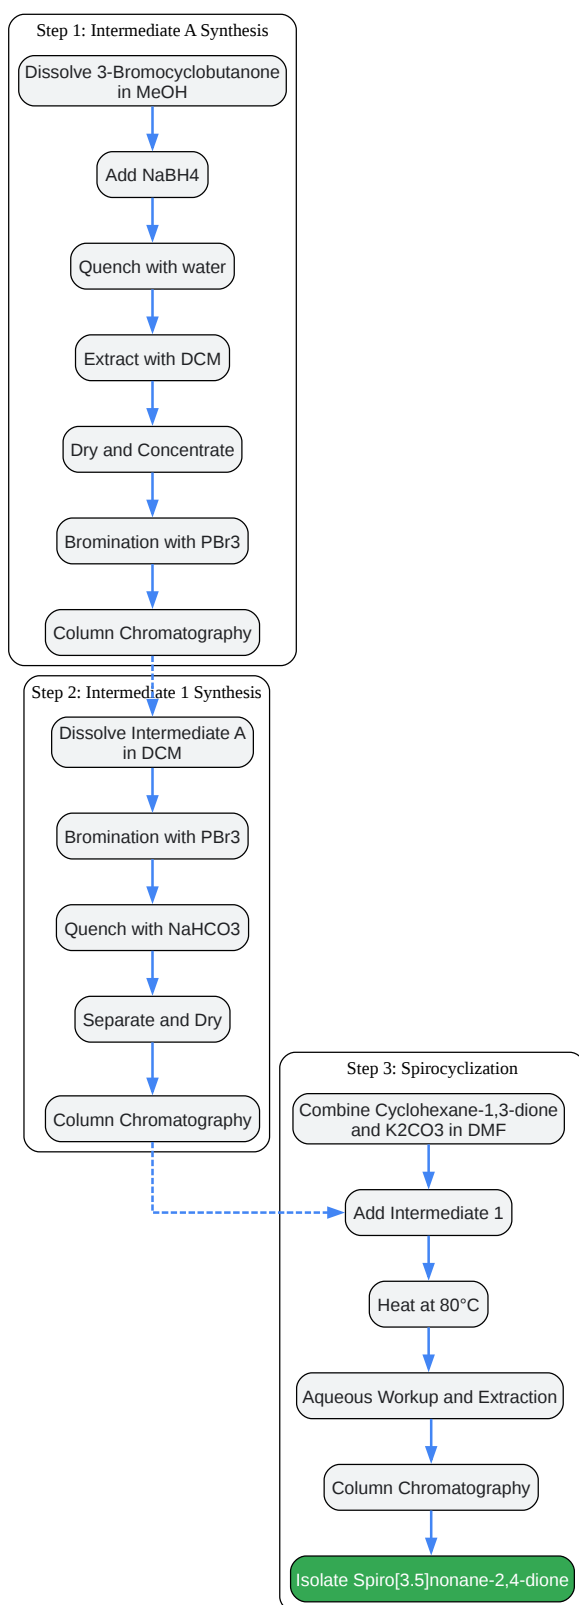 Step 1: Intermediate A Synthesis
Dissolve 3-Bromocyclobutanone
in MeOH
Add NaBH4
Quench with water
Extract with DCM
Dry and Concentrate
Bromination with PBr3
Column Chromatography
Step 2: Intermediate 1 Synthesis
Dissolve Intermediate A
in DCM
Bromination with PBr3
Quench with NaHCO3
Separate and Dry
Column Chromatography
Step 3: Spirocyclization
Combine Cyclohexane-1,3-dione
and K2CO3 in DMF
Add Intermediate 1
Heat at 80°C
Aqueous Workup and Extraction
Column Chromatography
Isolate Spiro[3.5]nonane-2,4-dione